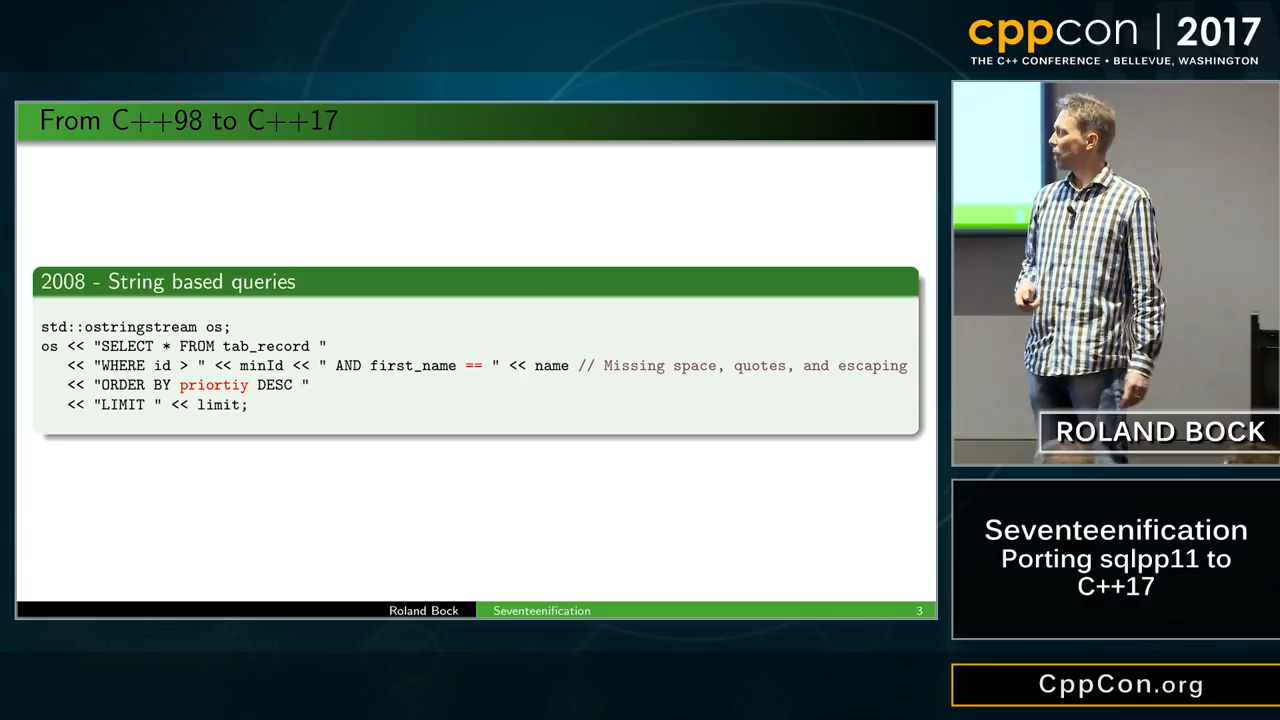 cppcon | 2017
THE C++ CONFERENCE • BELLEVUE, WASHINGTON
From C++98 to C++17
2008 - String based queries
std::ostringstream os;
os << "SELECT * FROM tab_record "
   << "WHERE id > " << minId << " AND first_name == " << name // Missing space, quotes, and escaping
   << "ORDER BY priortiy DESC "
   << "LIMIT " << limit;
Roland Bock
Seventeenification
3
ROLAND BOCK
Seventeenification
Porting sqlpp11 to
C++17
CppCon.org